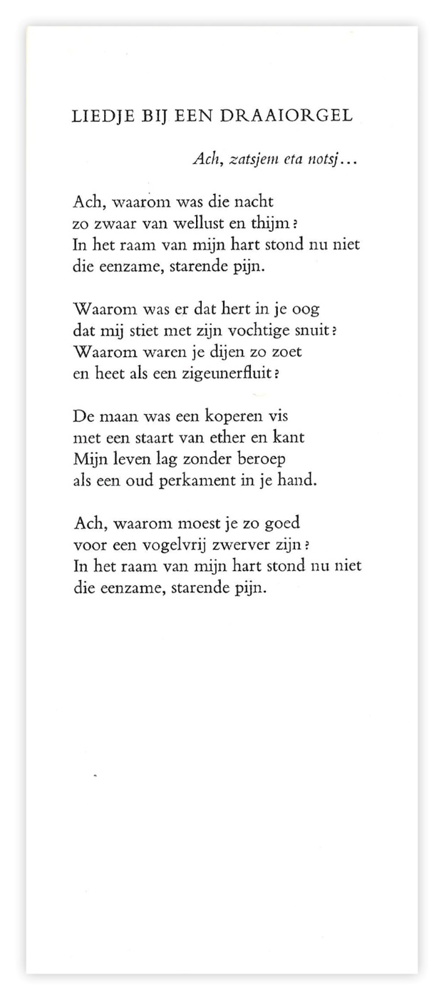 LIEDJE BIJ EEN DRAAIORGEL
Ach, zatsjem eta notsj...
Ach, waarom was die nacht
zo zwaar van wellust en thijm?
In het raam van mijn hart stond nu niet
die eenzame, starende pijn.
Waarom was er dat hert in je oog
dat mij stiet met zijn vochtige snuit?
Waarom waren je dijen zo zoet
en heet als een zigeunerfluit?
De maan was een koperen vis
met een staart van ether en kant
Mijn leven lag zonder beroep
als een oud perkament in je hand.
Ach, waarom moest je zo goed
voor een vogelvrij zwerver zijn?
In het raam van mijn hart stond nu niet
die eenzame, starende pijn.